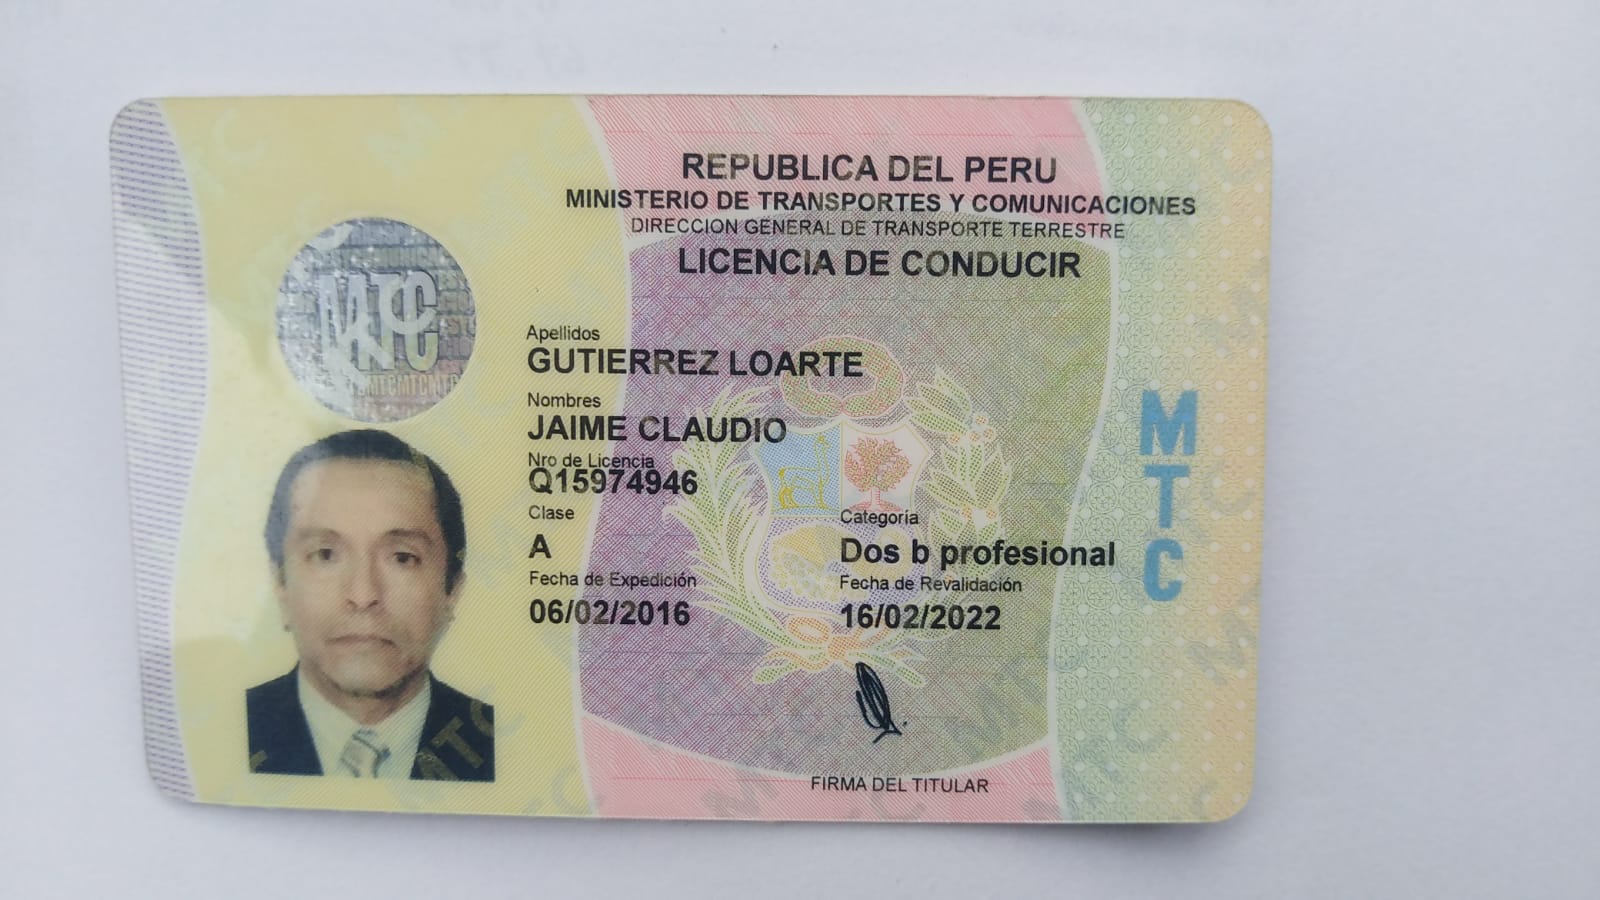 REPUBLICA DEL PERU
MINISTERIO DE TRANSPORTES Y COMUNICACIONES
DIRECCION GENERAL DE TRANSPORTE TERRESTRE
LICENCIA DE CONDUCIR
MTC
Apellidos
GUTIERREZ LOARTE
Nombres
JAIME CLAUDIO
Nro de Licencia
Q15974946
Clase
Categoría
A
Dos b profesional
Fecha de Expedición
Fecha de Revalidación
06/02/2016
16/02/2022
MTC
FIRMA DEL TITULAR